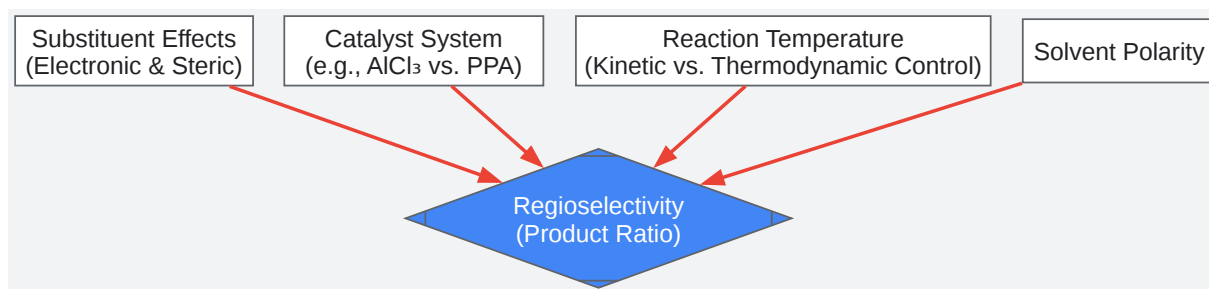 Substituent Effects
(Electronic & Steric)
Catalyst System
(e.g., AlCl₃ vs. PPA)
Reaction Temperature
(Kinetic vs. Thermodynamic Control)
Solvent Polarity
Regioselectivity
(Product Ratio)